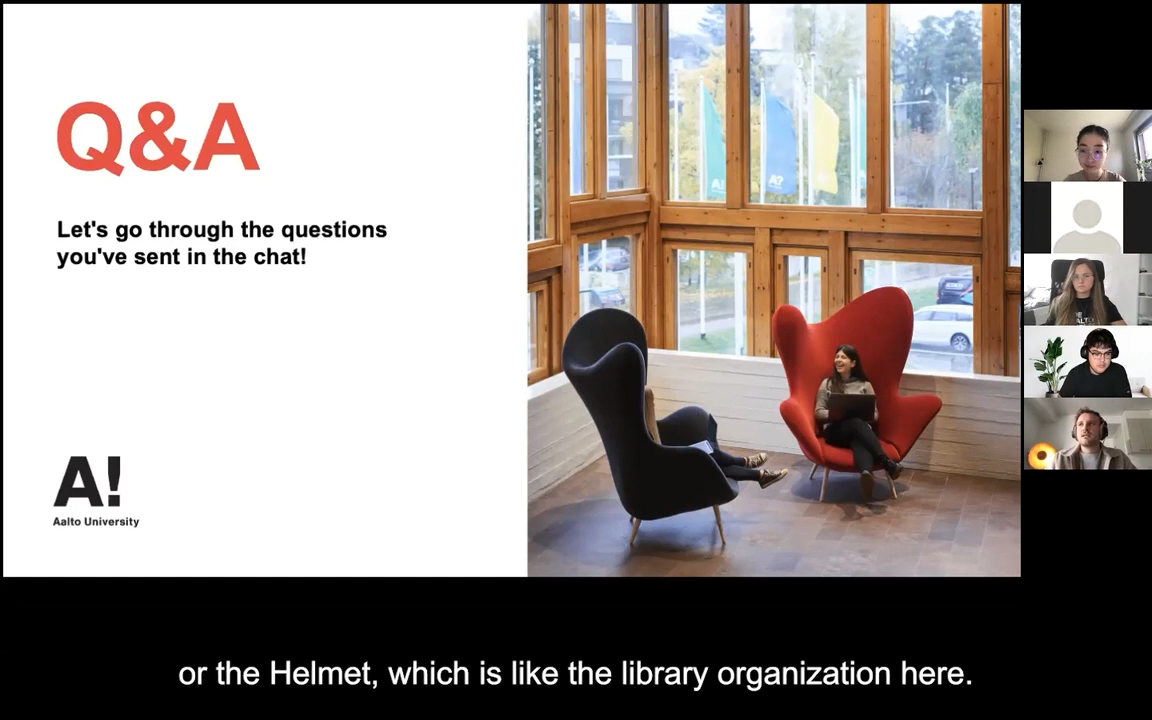 Q&A
Let's go through the questions
you've sent in the chat!
A!
Aalto University
or the Helmet, which is like the library organization here.